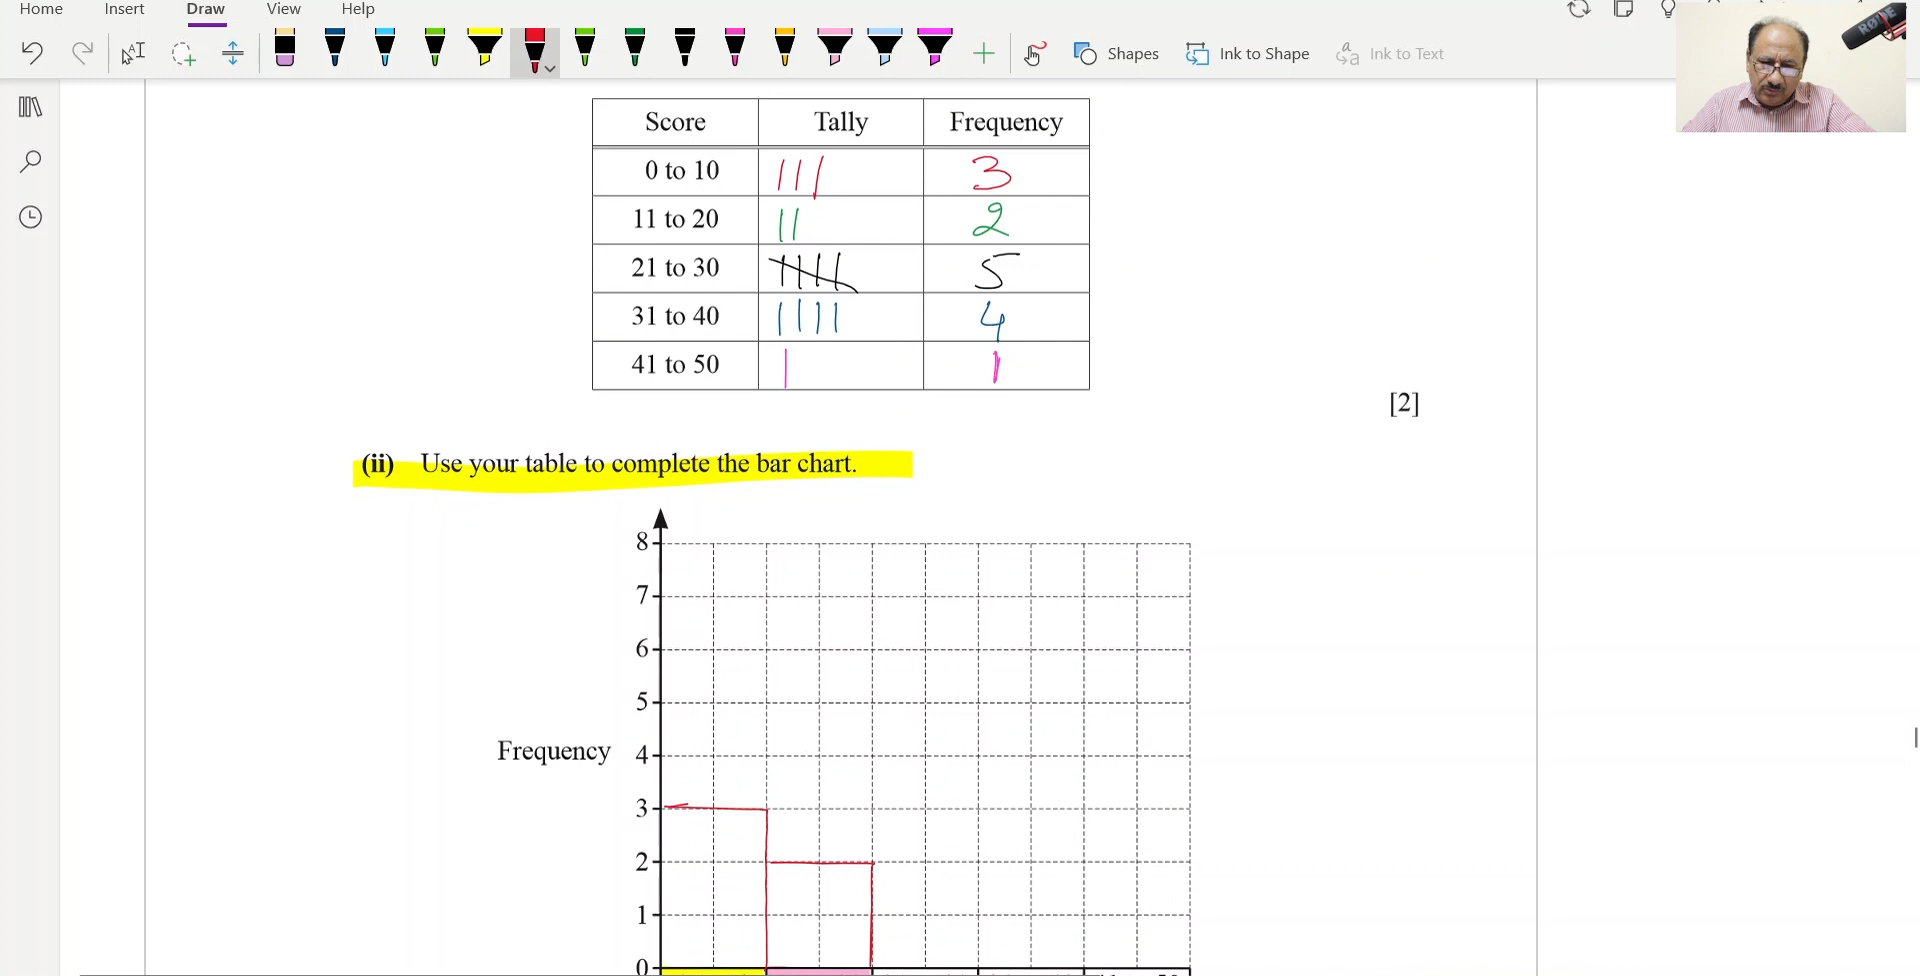 Home Insert Draw View Help
Shapes Ink to Shape Ink to Text
RØDE
Score Tally Frequency
0 to 10 3
11 to 20 2
21 to 30 5
31 to 40 4
41 to 50 1
[2]
(ii) Use your table to complete the bar chart.
8
7
6
5
Frequency 4
3
2
1
0